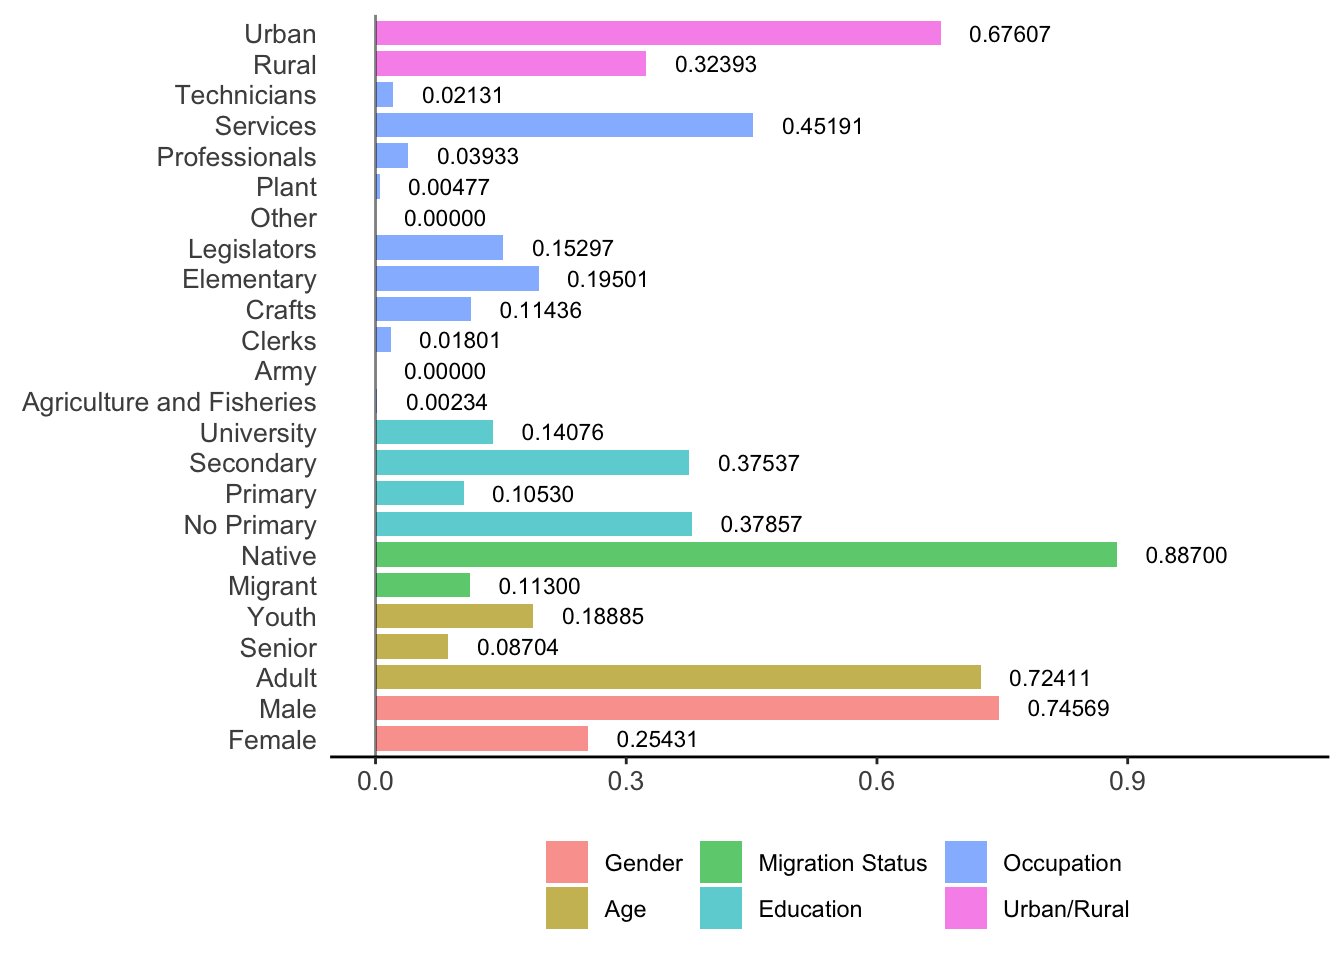 Urban 0.67607
Rural 0.32393
Technicians 0.02131
Services 0.45191
Professionals 0.03933
Plant 0.00477
Other 0.00000
Legislators 0.15297
Elementary 0.19501
Crafts 0.11436
Clerks 0.01801
Army 0.00000
Agriculture and Fisheries 0.00234
University 0.14076
Secondary 0.37537
Primary 0.10530
No Primary 0.37857
Native 0.88700
Migrant 0.11300
Youth 0.18885
Senior 0.08704
Adult 0.72411
Male 0.74569
Female 0.25431
0.0 0.3 0.6 0.9
Gender Migration Status Occupation
Age Education Urban/Rural